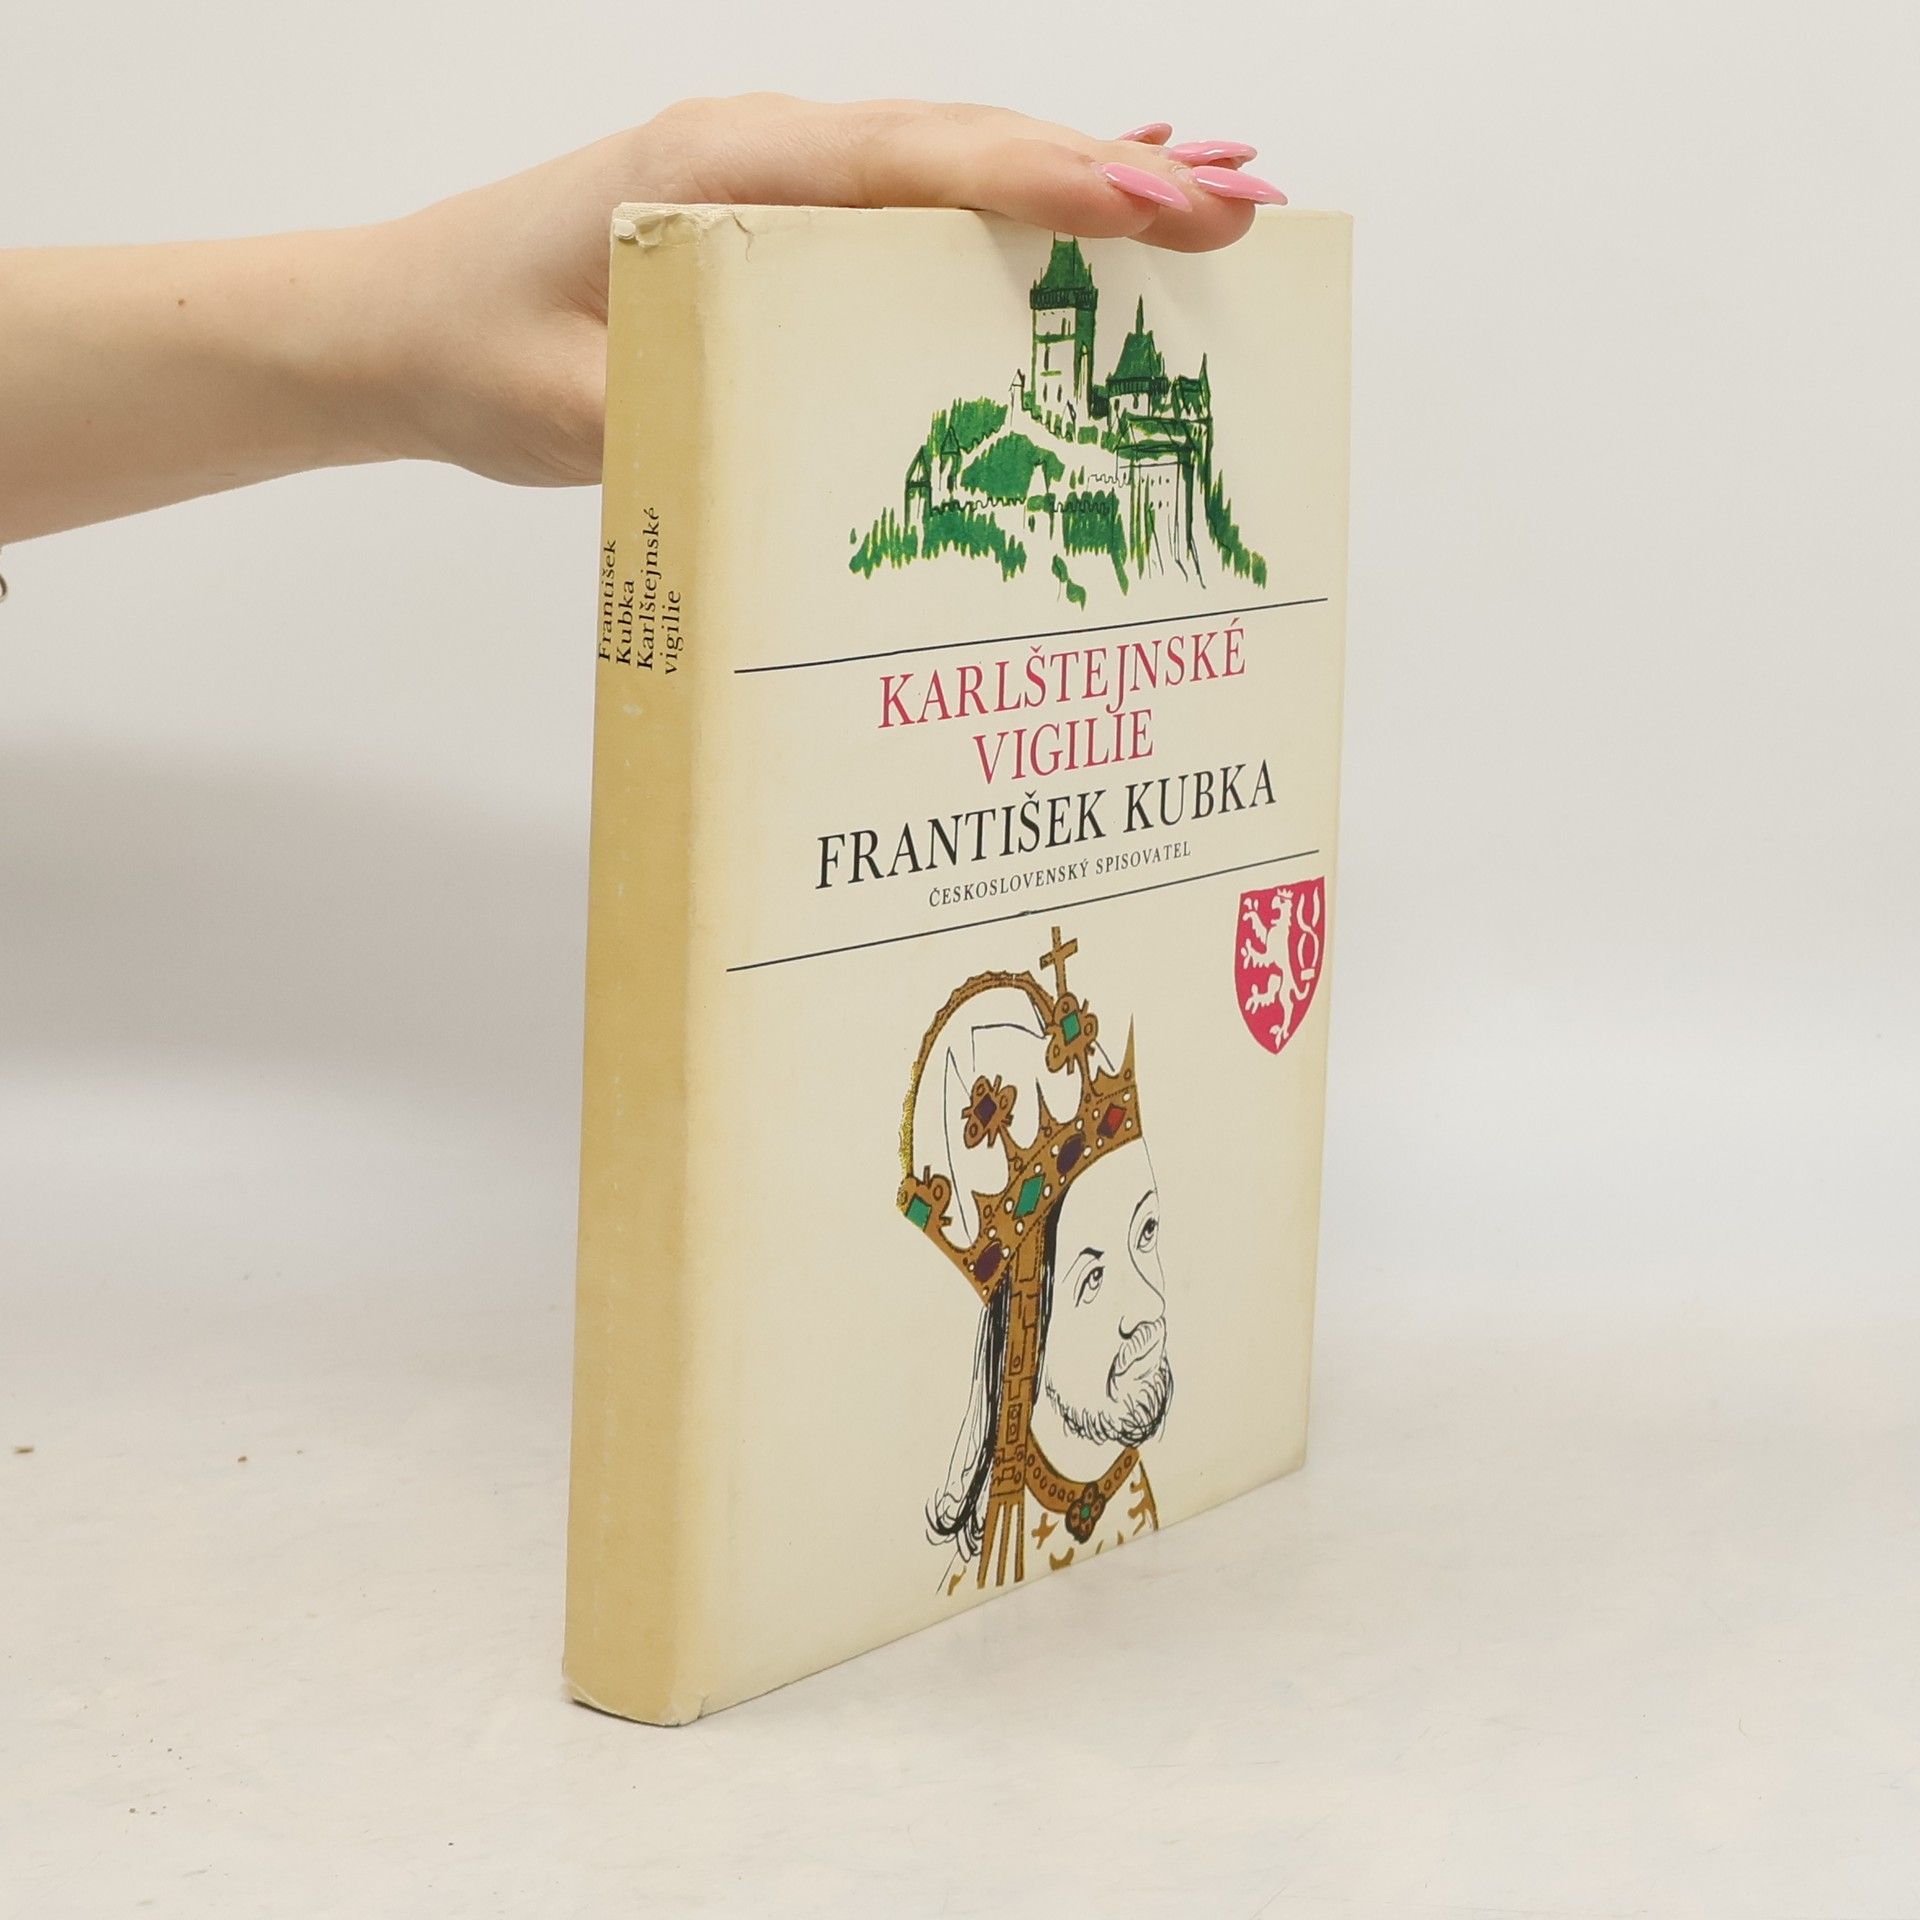 František
Kubka
Karlštejnské
vigilie
KARLŠTEJNSKÉ
VIGILIE
FRANTIŠEK KUBKA
ČESKOSLOVENSKÝ SPISOVATEL